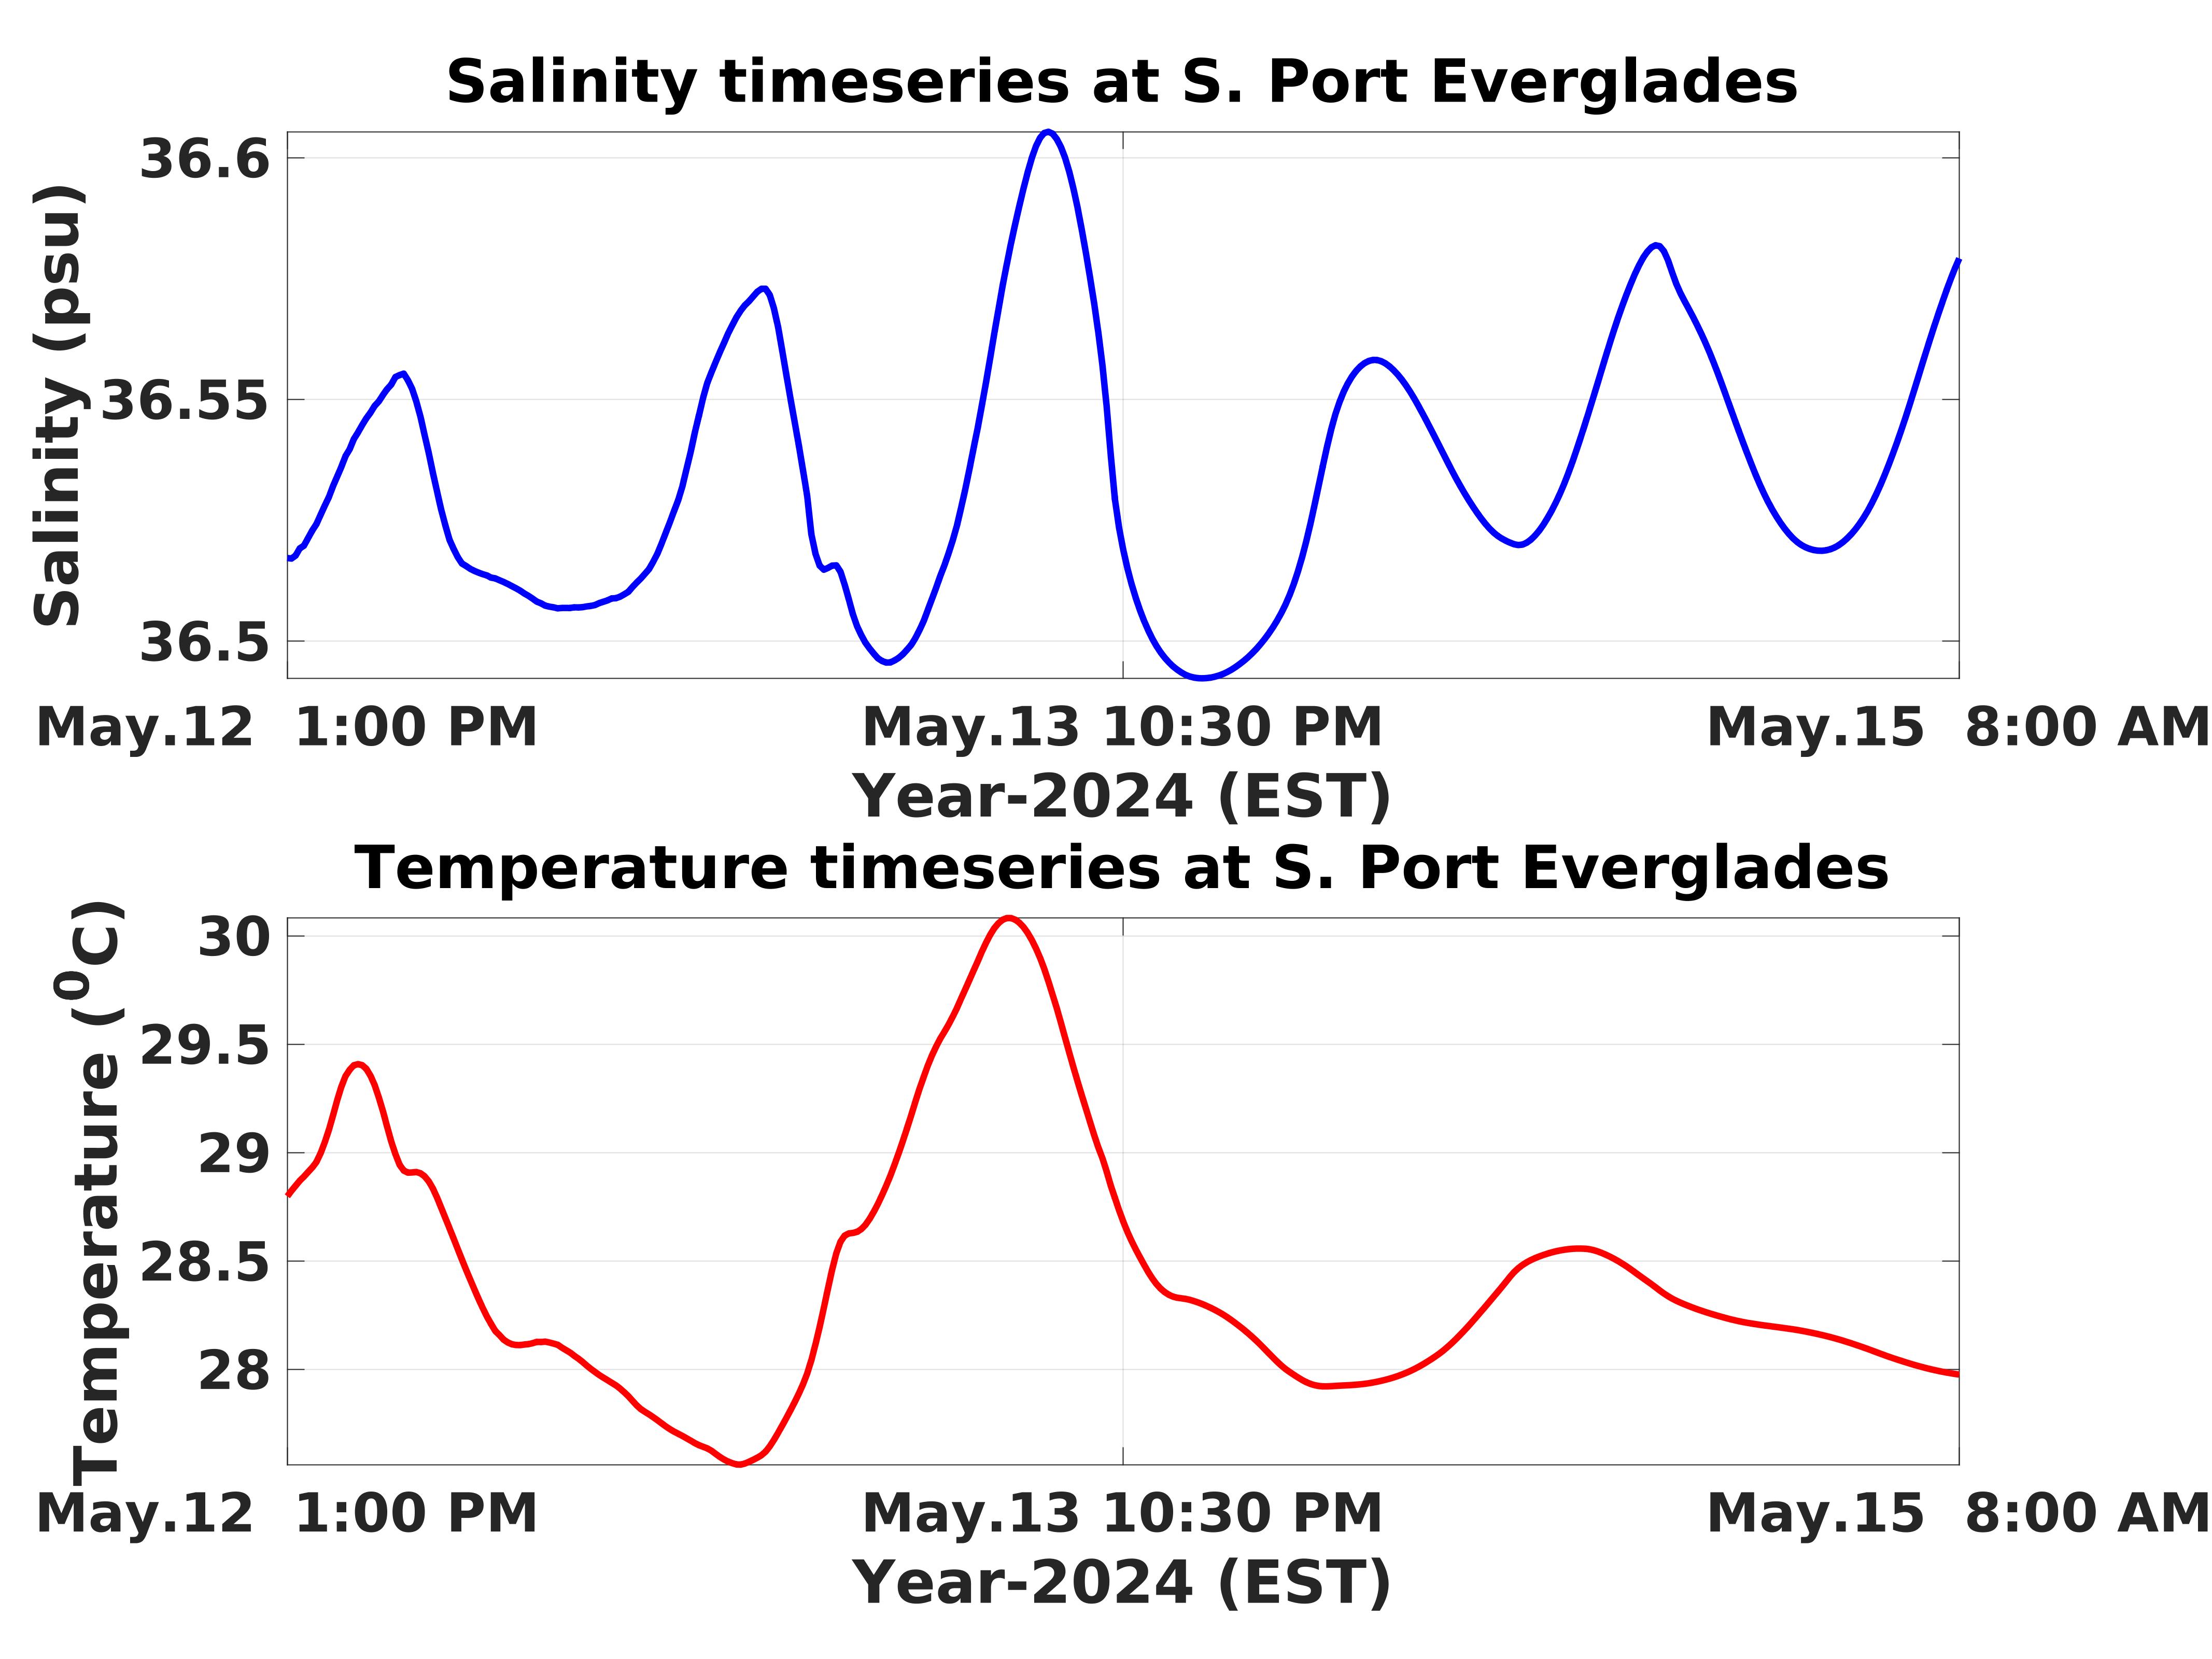 Salinity timeseries at S. Port Everglades
Salinity (psu)
36.6
36.55
36.5
May.12 1:00 PM
May.13 10:30 PM
May.15 8:00 AM
Year-2024 (EST)
Temperature timeseries at S. Port Everglades
Temperature (⁰C)
30
29.5
29
28.5
28
May.12 1:00 PM
May.13 10:30 PM
May.15 8:00 AM
Year-2024 (EST)